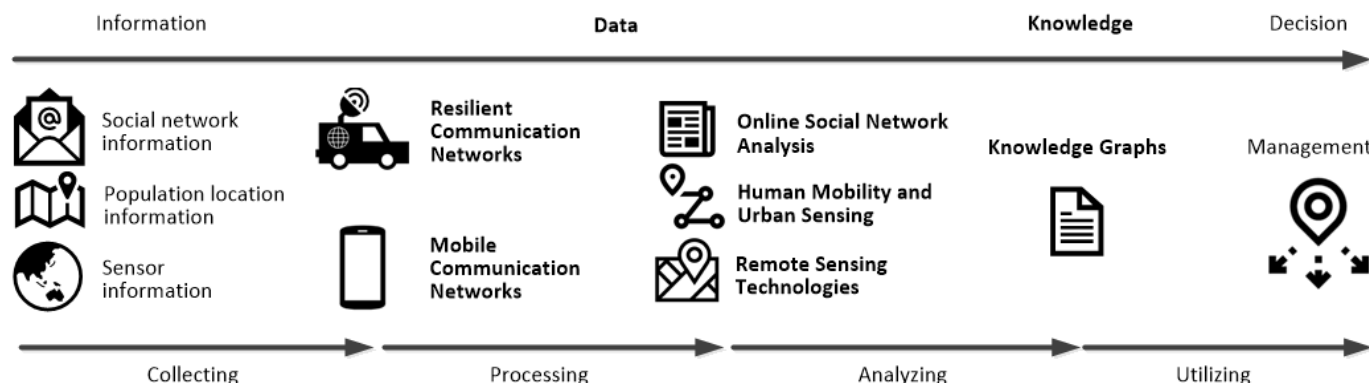 Information
Data
Knowledge
Decision
@
Social network
information
Population location
information
Sensor
information
Resilient
Communication
Networks
Mobile
Communication
Networks
Online Social Network
Analysis
Human Mobility and
Urban Sensing
Remote Sensing
Technologies
Knowledge Graphs
Management
Collecting
Processing
Analyzing
Utilizing